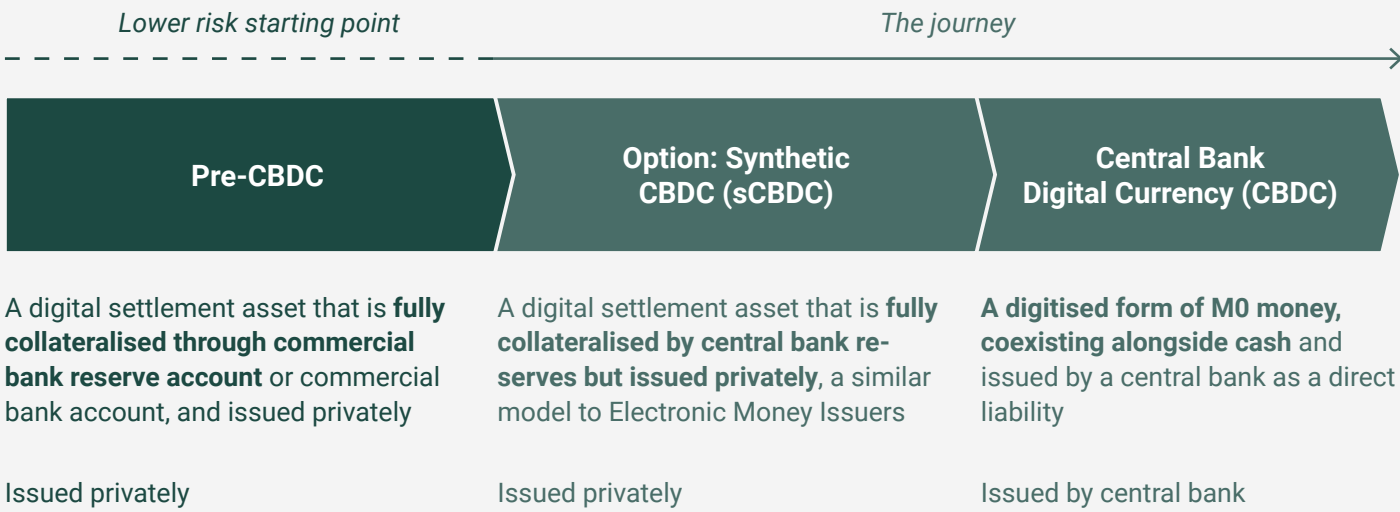 Lower risk starting point
The journey
Pre-CBDC
Option: Synthetic
CBDC (sCBDC)
Central Bank
Digital Currency (CBDC)
A digital settlement asset that is fully
collateralised through commercial
bank reserve account or commercial
bank account, and issued privately
A digital settlement asset that is fully
collateralised by central bank re-
serves but issued privately, a similar
model to Electronic Money Issuers
A digitised form of M0 money,
coexisting alongside cash and
issued by a central bank as a direct
liability
Issued privately
Issued privately
Issued by central bank